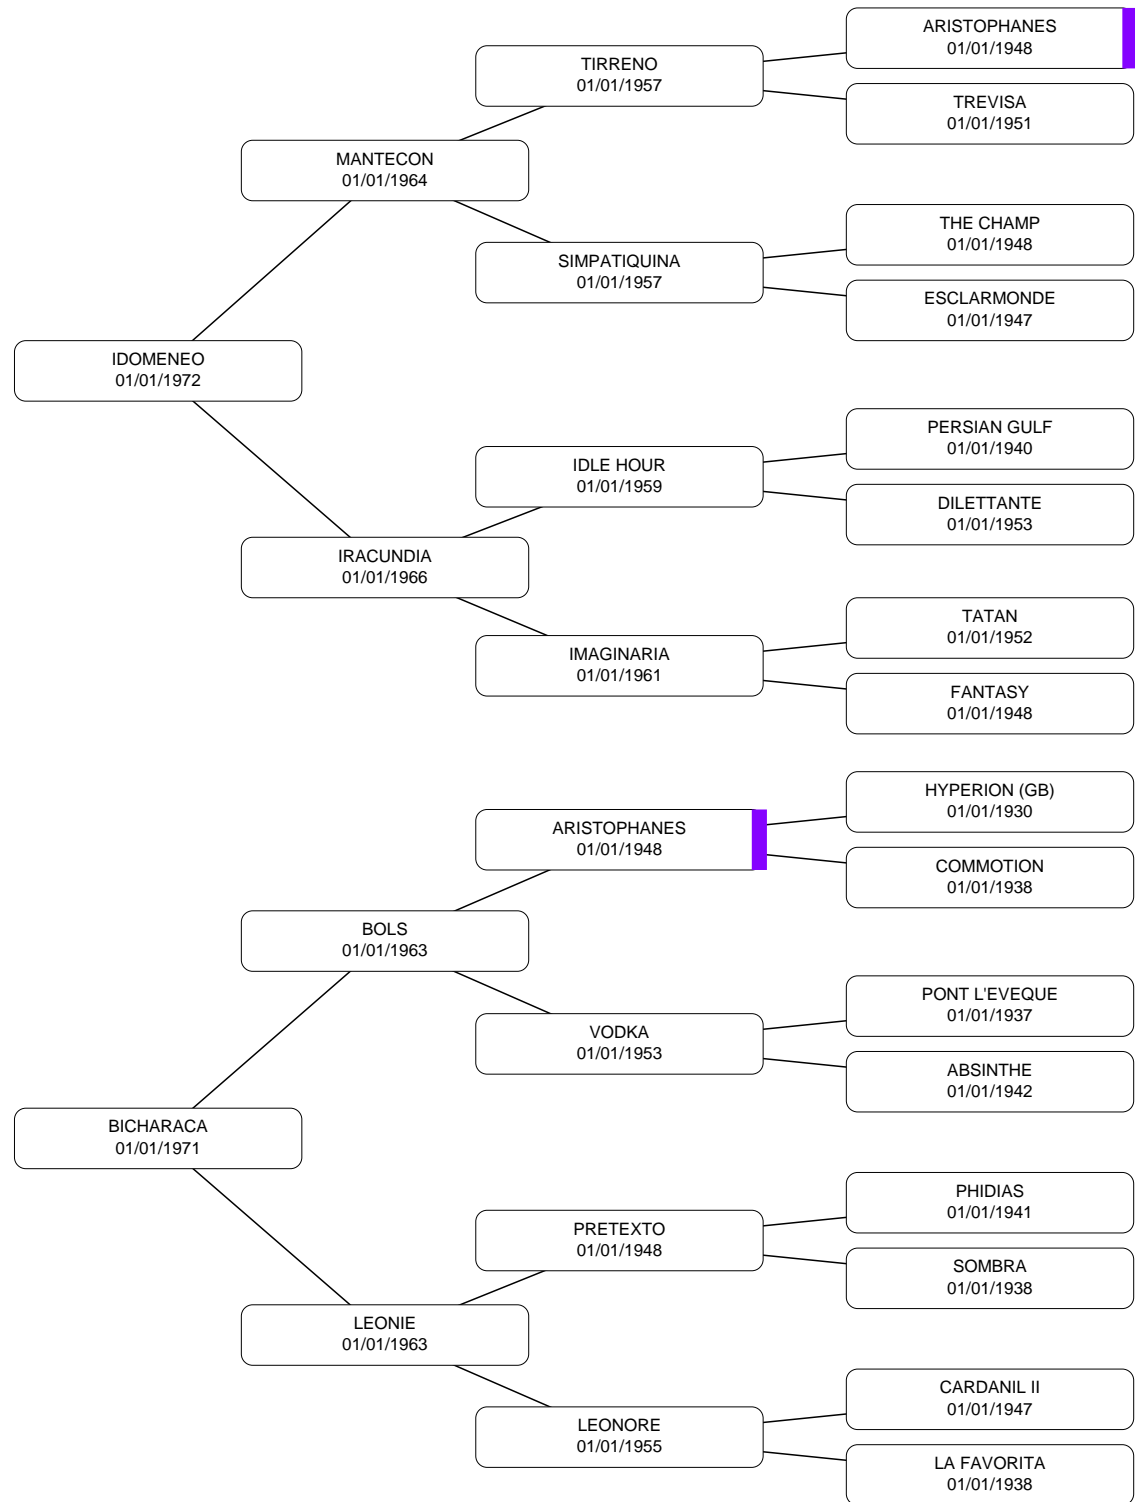 ARISTOPHANES
01/01/1948
TIRRENO
01/01/1957
TREVISA
01/01/1951
MANTECON
01/01/1964
THE CHAMP
01/01/1948
SIMPATIQUINA
01/01/1957
ESCLARMONDE
01/01/1947
IDOMENEO
01/01/1972
PERSIAN GULF
01/01/1940
IDLE HOUR
01/01/1959
DILETTANTE
01/01/1953
IRACUNDIA
01/01/1966
TATAN
01/01/1952
IMAGINARIA
01/01/1961
FANTASY
01/01/1948
HYPERION (GB)
01/01/1930
ARISTOPHANES
01/01/1948
COMMOTION
01/01/1938
BOLS
01/01/1963
PONT L'EVEQUE
01/01/1937
VODKA
01/01/1953
ABSINTHE
01/01/1942
BICHARACA
01/01/1971
PHIDIAS
01/01/1941
PRETEXTO
01/01/1948
SOMBRA
01/01/1938
LEONIE
01/01/1963
CARDANIL II
01/01/1947
LEONORE
01/01/1955
LA FAVORITA
01/01/1938